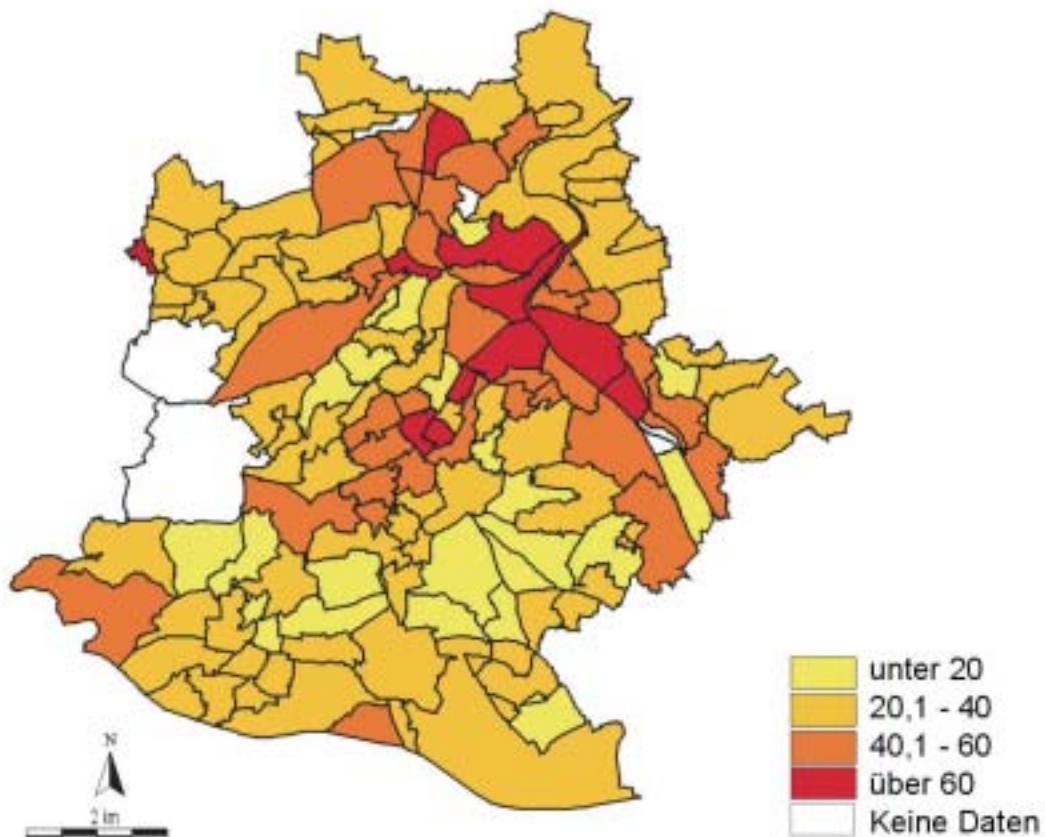 unter 20
20,1 - 40
40,1 - 60
über 60
Keine Daten
N
2 km